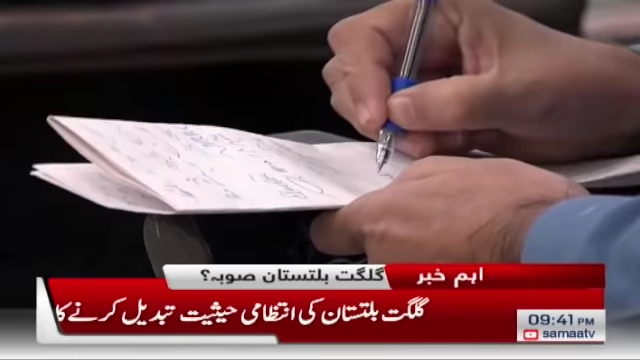 اہم خبر
گلگت بلتستان صوبہ؟
گلگت بلتستان کی انتظامی حیثیت تبدیل کرنے کا
09:41 PM
samaatv